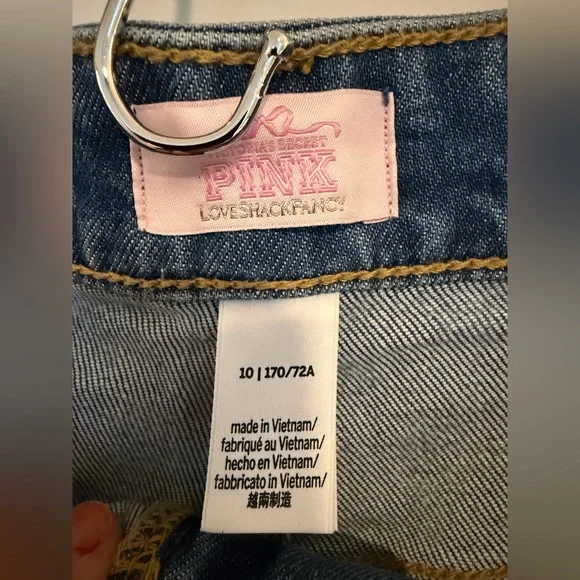 VICTORIA'S SECRET
PINK
LOVESHACKFANCY
10 | 170/72A
made in Vietnam/
fabriqué au Vietnam/
hecho en Vietnam/
fabbricato in Vietnam/
越南制造